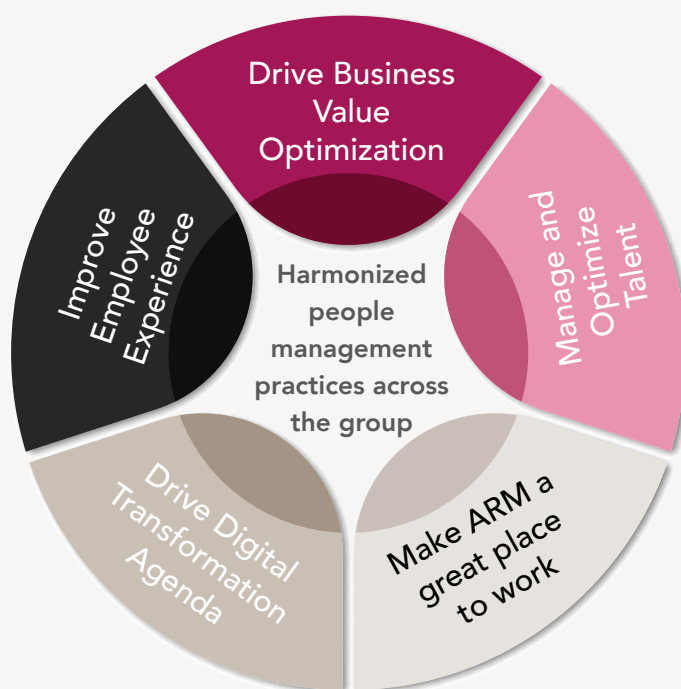 Drive Business
Value
Optimization
Manage and
Optimize
Talent
Make ARM a
great place
to work
Drive Digital
Transformation
Agenda
Improve
Employee
Experience
Harmonized
people
management
practices across
the group